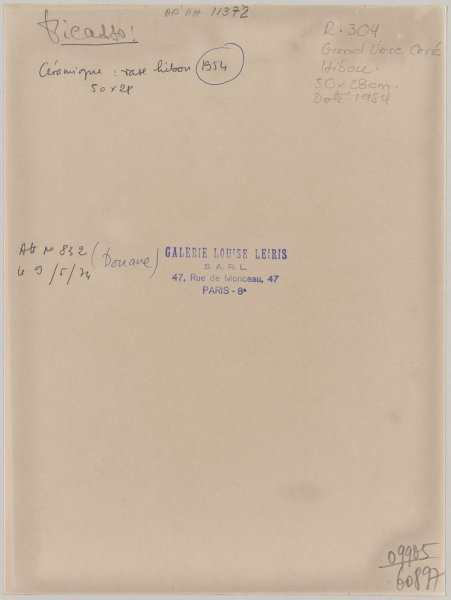 AP AH 11372
Picasso:
Céramique : vase hibou 1954
50 x 28
R. 304
Grand Vase Carré
Hibou.
50 x 28 cm.
Daté 1954.
Att n° 832 (Douane)
le 9/5/74
GALERIE LOUISE LEIRIS
S.A.R.L
47, Rue de Monceau, 47
PARIS - 8e
09905
60897